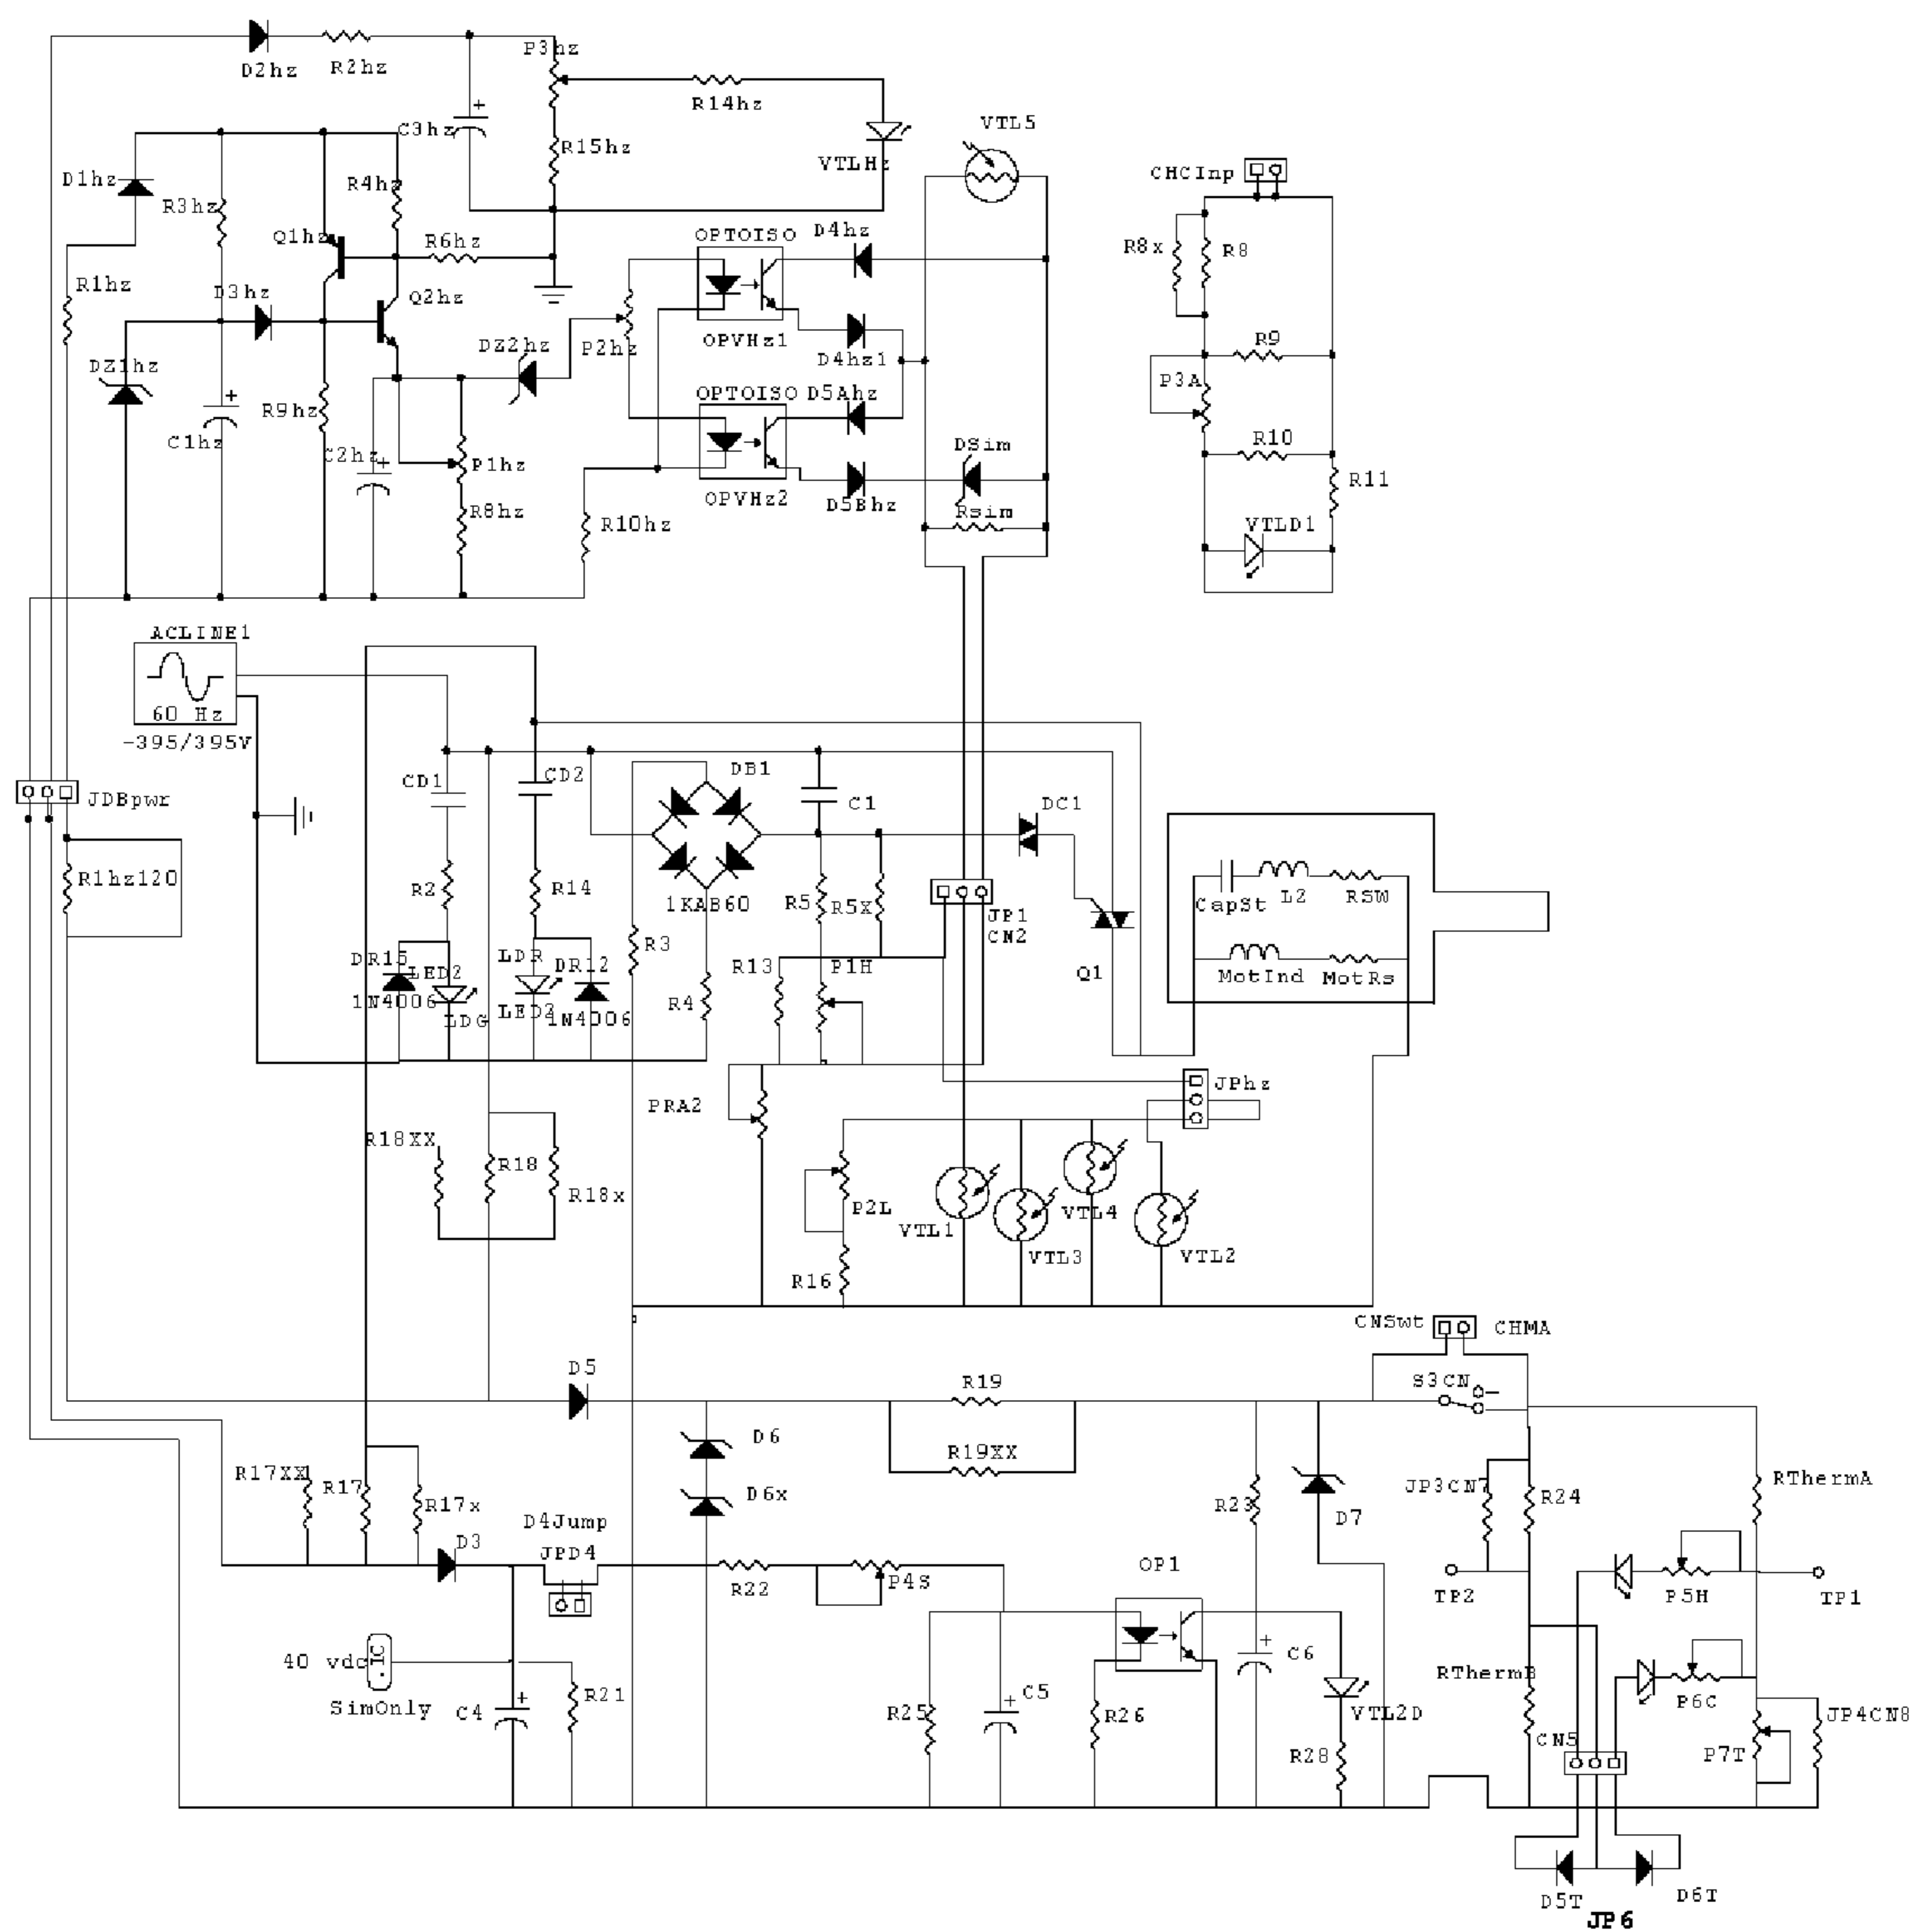 P3hz
D2hz
R2hz
R14hz
C3hz
VTL5
R15hz
VTLHz
CHCInp
D1hz
R4hz
R3hz
Q1hz
R6hz
OPTOISO
D4hz
R8x
R8
R1hz
D3hz
Q2hz
DZ2hz
P2hz
OPVHz1
D4hz1
R9
DZ1hz
P3A
R9hz
OPTOISO
D5Ahz
C1hz
C2hz
P1hz
DSim
R10
R11
OPVHz2
D5Bhz
R8hz
R10hz
Rsim
VTLD1
ACLINE1
60 Hz
-395/395V
JDBpwr
CD1
CD2
DB1
C1
DC1
R1hz120
R2
R14
1KAB60
R5
R5X
JP1
CN2
CapSt
L2
RSW
R3
DR15
LED2
LDR
DR12
R13
P1H
Q1
MotInd
MotRs
1N4006
LDG
LED2
1N4006
R4
PRA2
JPhz
R18XX
R18
R18x
P2L
VTL1
VTL4
VTL3
VTL2
R16
CNSwt
CHMA
D5
R19
S3CN
D6
R19XX
R17XX
R17
R17x
D6x
R23
D7
JP3CN7
R24
RThermA
D4Jump
D3
JPD4
R22
P4S
OP1
TP2
P5H
TP1
40 vdc
.IC
SimOnly
C4
R21
R25
C5
R26
C6
VTL2D
RThermB
P6C
JP4CN8
R28
CN5
P7T
D5T
D6T
JP6